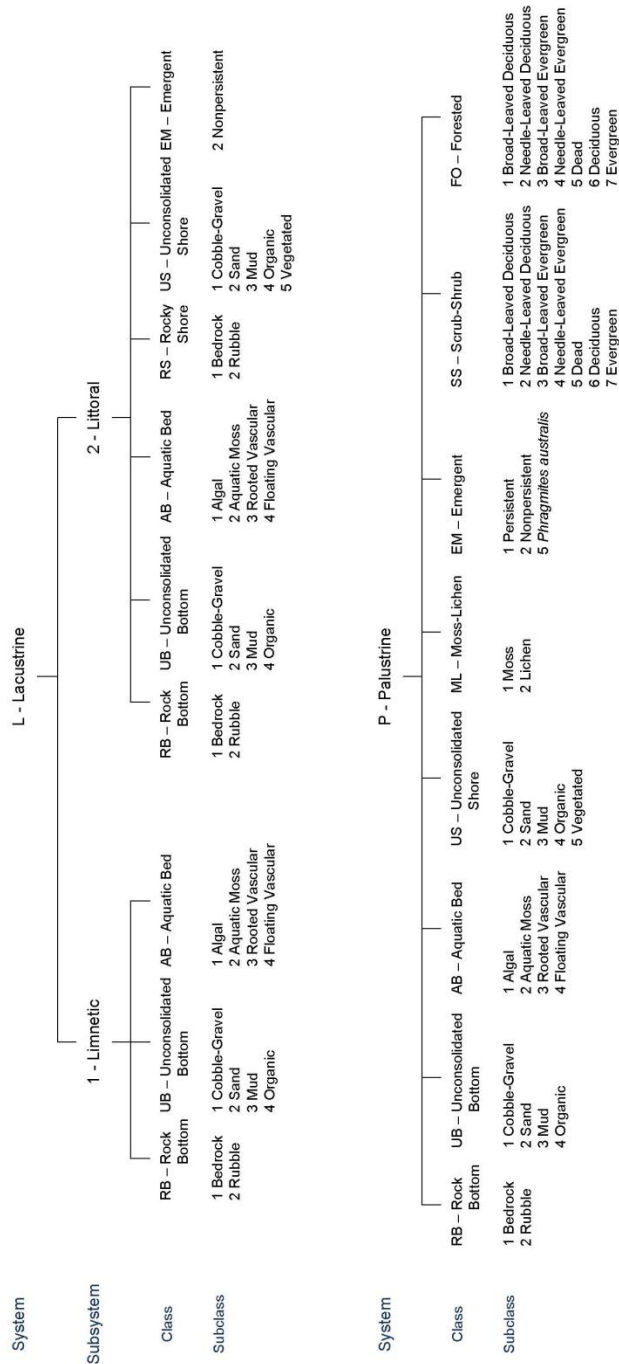 System
L - Lacustrine
Subsystem
1 - Limnetic
2 - Littoral
Class
RB – Rock
Bottom
UB – Unconsolidated
Bottom
AB – Aquatic Bed
RB – Rock
Bottom
UB – Unconsolidated
Bottom
AB – Aquatic Bed
RS – Rocky
Shore
US – Unconsolidated
Shore
EM – Emergent
Subclass
1 Bedrock
2 Rubble
1 Cobble-Gravel
2 Sand
3 Mud
4 Organic
1 Algal
2 Aquatic Moss
3 Rooted Vascular
4 Floating Vascular
1 Bedrock
2 Rubble
1 Cobble-Gravel
2 Sand
3 Mud
4 Organic
1 Algal
2 Aquatic Moss
3 Rooted Vascular
4 Floating Vascular
1 Bedrock
2 Rubble
1 Cobble-Gravel
2 Sand
3 Mud
4 Organic
5 Vegetated
2 Nonpersistent
System
P - Palustrine
Class
RB – Rock
Bottom
UB – Unconsolidated
Bottom
AB – Aquatic Bed
US – Unconsolidated
Shore
ML – Moss-Lichen
EM – Emergent
SS – Scrub-Shrub
FO – Forested
Subclass
1 Bedrock
2 Rubble
1 Cobble-Gravel
2 Sand
3 Mud
4 Organic
1 Algal
2 Aquatic Moss
3 Rooted Vascular
4 Floating Vascular
1 Cobble-Gravel
2 Sand
3 Mud
4 Organic
5 Vegetated
1 Moss
2 Lichen
1 Persistent
2 Nonpersistent
5 Phragmites australis
1 Broad-Leaved Deciduous
2 Needle-Leaved Deciduous
3 Broad-Leaved Evergreen
4 Needle-Leaved Evergreen
5 Dead
6 Deciduous
7 Evergreen
1 Broad-Leaved Deciduous
2 Needle-Leaved Deciduous
3 Broad-Leaved Evergreen
4 Needle-Leaved Evergreen
5 Dead
6 Deciduous
7 Evergreen